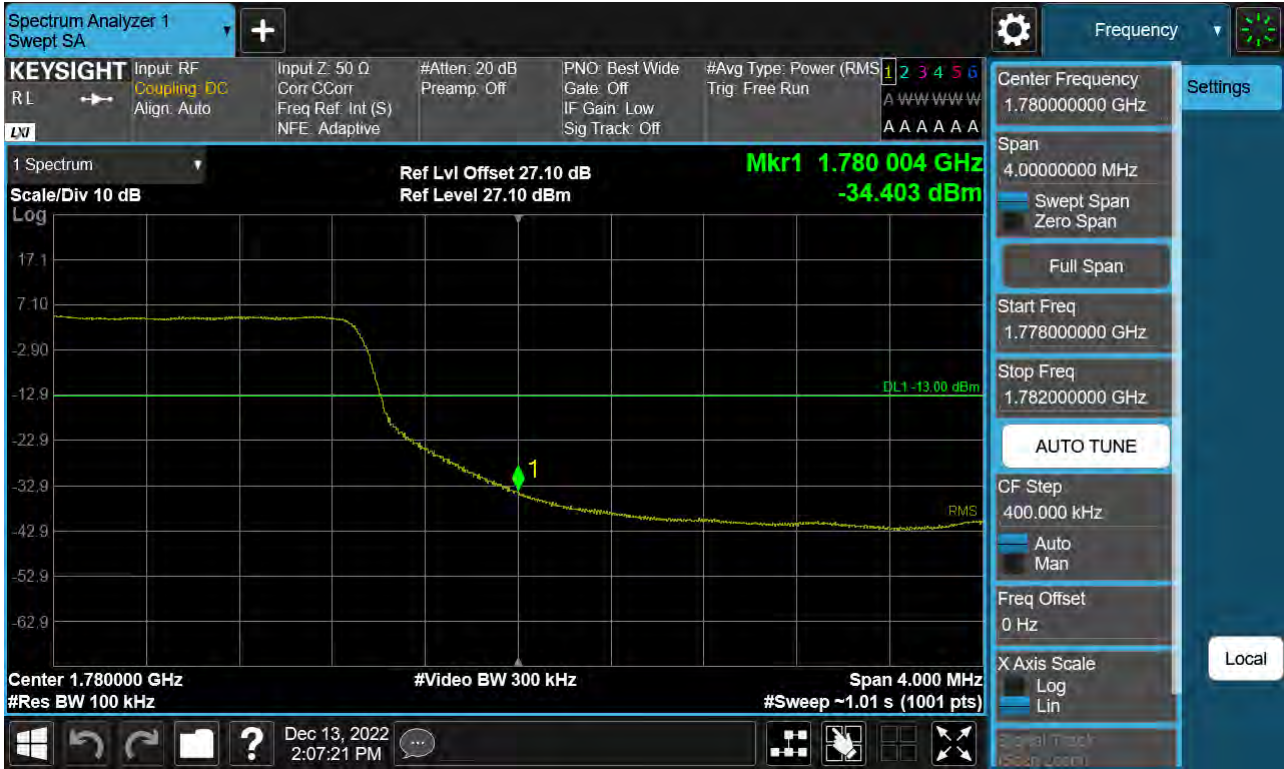 Spectrum Analyzer 1
Swept SA
+
Frequency
KEYSIGHT
RL
LXI
Input: RF
Coupling: DC
Align: Auto
Input Z: 50 Ω
Corr CCorr
Freq Ref: Int (S)
NFE: Adaptive
#Atten: 20 dB
Preamp: Off
PNO: Best Wide
Gate: Off
IF Gain: Low
Sig Track: Off
#Avg Type: Power (RMS
Trig: Free Run
1 2 3 4 5 6
A W W W W W
A A A A A A
1 Spectrum
Scale/Div 10 dB
Log
Ref Lvl Offset 27.10 dB
Ref Level 27.10 dBm
Mkr1 1.780 004 GHz
-34.403 dBm
17.1
7.10
-2.90
-12.9
-22.9
-32.9
-42.9
-52.9
-62.9
DL1 -13.00 dBm
1
RMS
Center 1.780000 GHz
#Res BW 100 kHz
#Video BW 300 kHz
Span 4.000 MHz
#Sweep ~1.01 s (1001 pts)
Center Frequency
1.780000000 GHz
Span
4.00000000 MHz
Swept Span
Zero Span
Full Span
Start Freq
1.778000000 GHz
Stop Freq
1.782000000 GHz
AUTO TUNE
CF Step
400.000 kHz
Auto
Man
Freq Offset
0 Hz
X Axis Scale
Log
Lin
Signal Track
(Span Zoom)
Settings
Local
?
Dec 13, 2022
2:07:21 PM